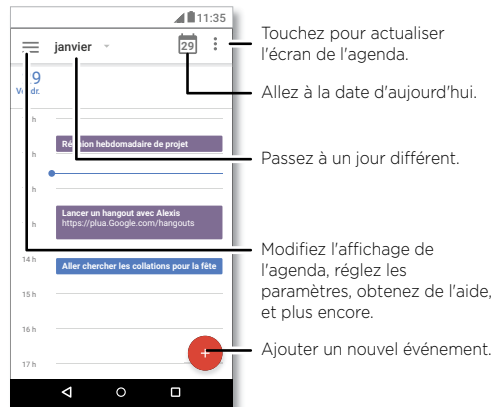 11:35
janvier
29
Touchez pour actualiser
l'écran de l'agenda.
Allez à la date d'aujourd'hui.
9
h
Réunion hebdomadaire de projet
h
Passez à un jour différent.
h
Lancer un hangout avec Alexis
h
https://plua.Google.com/hangouts
14 h
Aller chercher les collations pour la fête
Modifiez l'affichage de
l'agenda, réglez les
paramètres, obtenez de l'aide,
et plus encore.
15 h
16 h
Ajouter un nouvel événement.
+
17 h